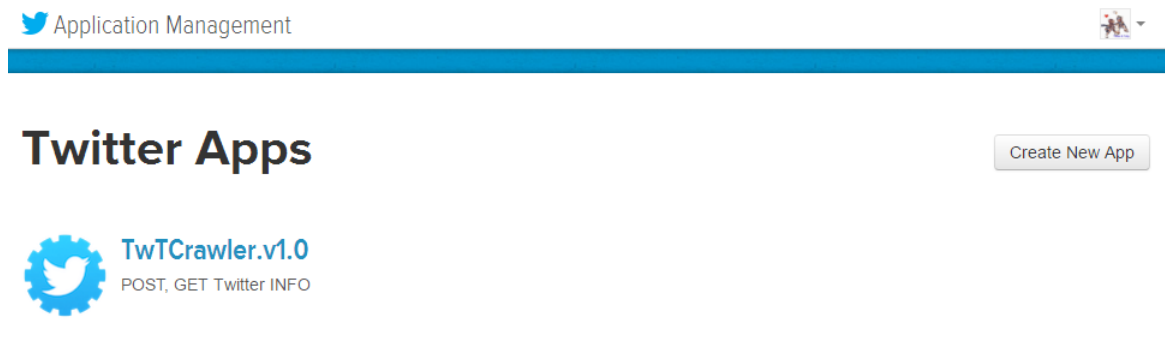 Application Management
Twitter Apps
Create New App
TwTCrawler.v1.0
POST, GET Twitter INFO